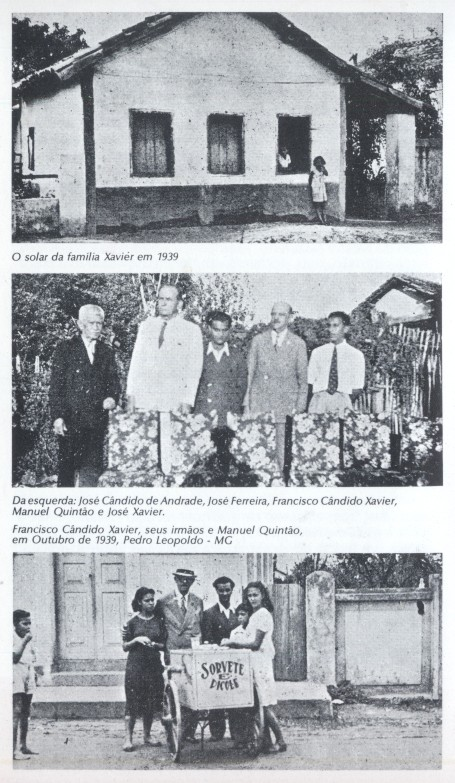 O solar da família Xavier em 1939
Da esquerda: José Cândido de Andrade, José Ferreira, Francisco Cândido Xavier,
Manuel Quintão e José Xavier.
Francisco Cândido Xavier, seus irmãos e Manuel Quintão,
em Outubro de 1939, Pedro Leopoldo - MG
SORVETE
E
PICOLÉ